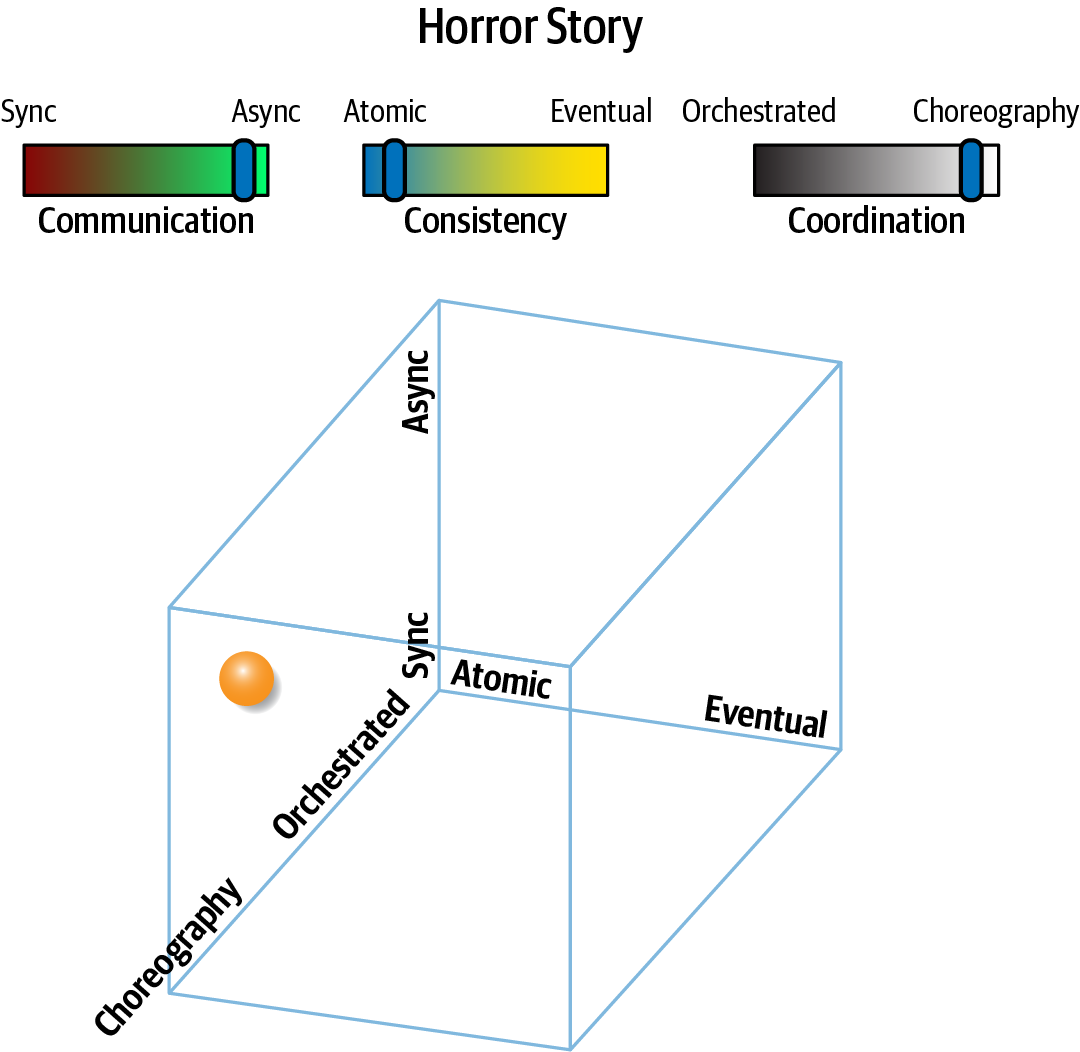 Horror Story
Sync Async Atomic Eventual Orchestrated Choreography
Communication Consistency Coordination
Async
Sync
Atomic
Eventual
Orchestrated
Choreography